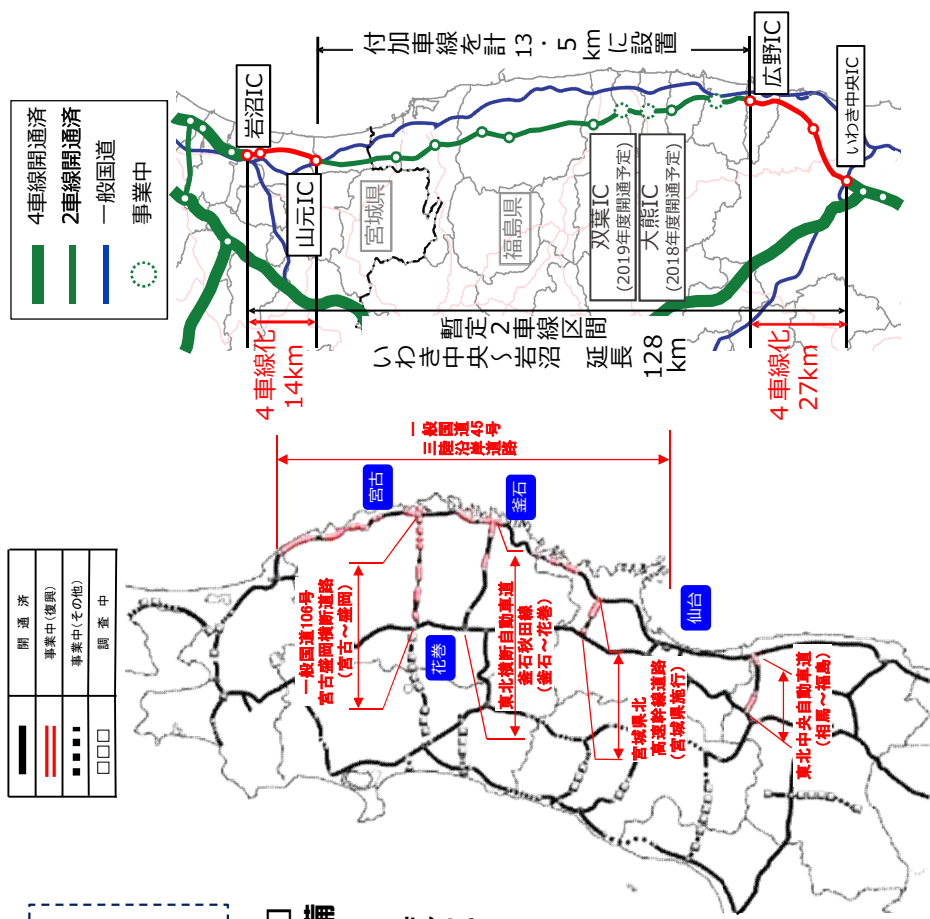 4車線開通済
2車線開通済
一般国道
事業中
岩沼IC
山元IC
宮城県
福島県
双葉IC
(2019年度開通予定)
大熊IC
(2018年度開通予定)
広野IC
いわき中央IC
付加車線を計
13・5
kmに設置
4車線化
14km
暫定2車線区間
いわき中央~岩沼
延長
128
km
4車線化
27km
開通済
事業中(復興)
事業中(その他)
調査中
一般国道45号
三陸沿岸道路
宮古
釜石
花巻
仙台
一般国道106号
宮古盛岡横断道路
(宮古~盛岡)
東北横断自動車道
釜石秋田線
(釜石~花巻)
宮城県北
高速幹線道路
(宮城県施行)
東北中央自動車道
(相馬~福島)